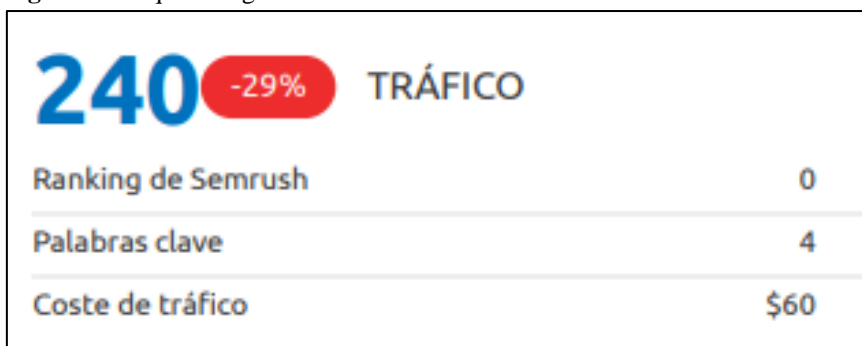 240 -29% TRÁFICO
Ranking de Semrush 0
Palabras clave 4
Coste de tráfico $60